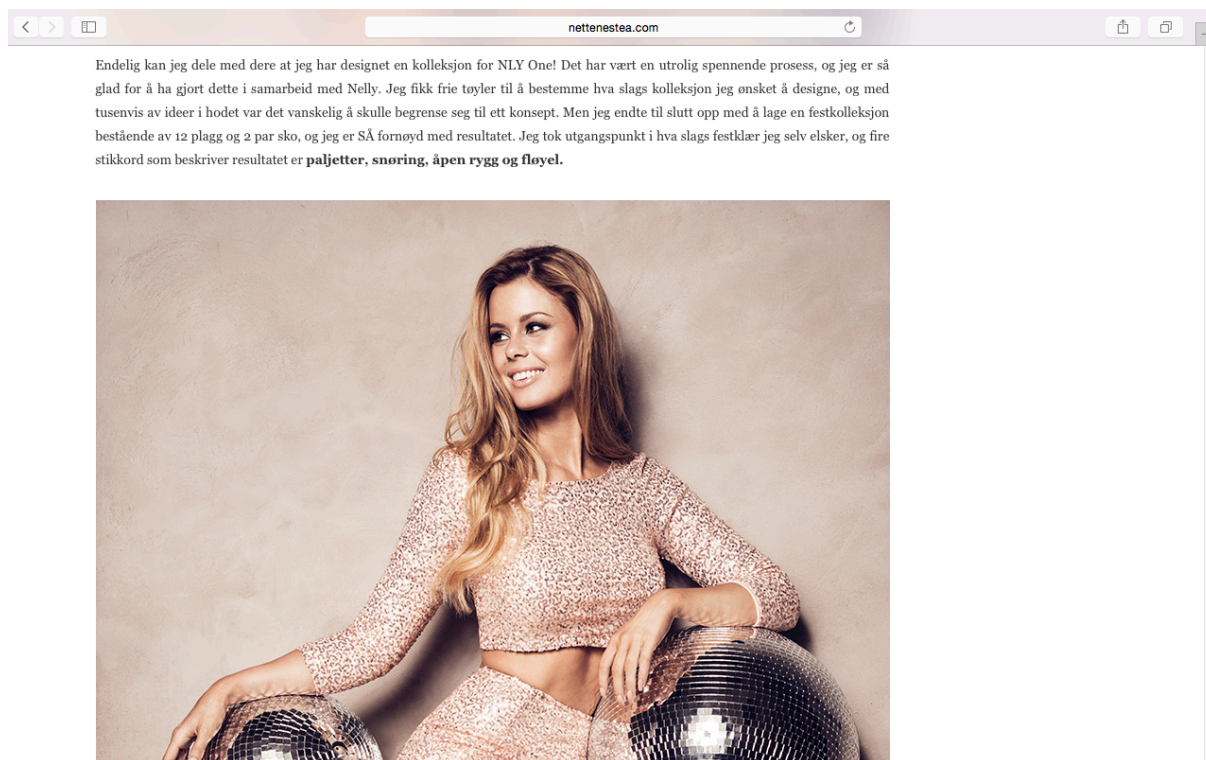 nettenestea.com
Endelig kan jeg dele med dere at jeg har designet en kolleksjon for NLY One! Det har vært en utrolig spennende prosess, og jeg er så
glad for å ha gjort dette i samarbeid med Nelly. Jeg fikk frie tøyler til å bestemme hva slags kolleksjon jeg ønsket å designe, og med
tusenvis av ideer i hodet var det vanskelig å skulle begrense seg til ett konsept. Men jeg endte til slutt opp med å lage en festkolleksjon
bestående av 12 plagg og 2 par sko, og jeg er SÅ fornøyd med resultatet. Jeg tok utgangspunkt i hva slags festklær jeg selv elsker, og fire
stikkord som beskriver resultatet er paljetter, snøring, åpen rygg og fløyel.